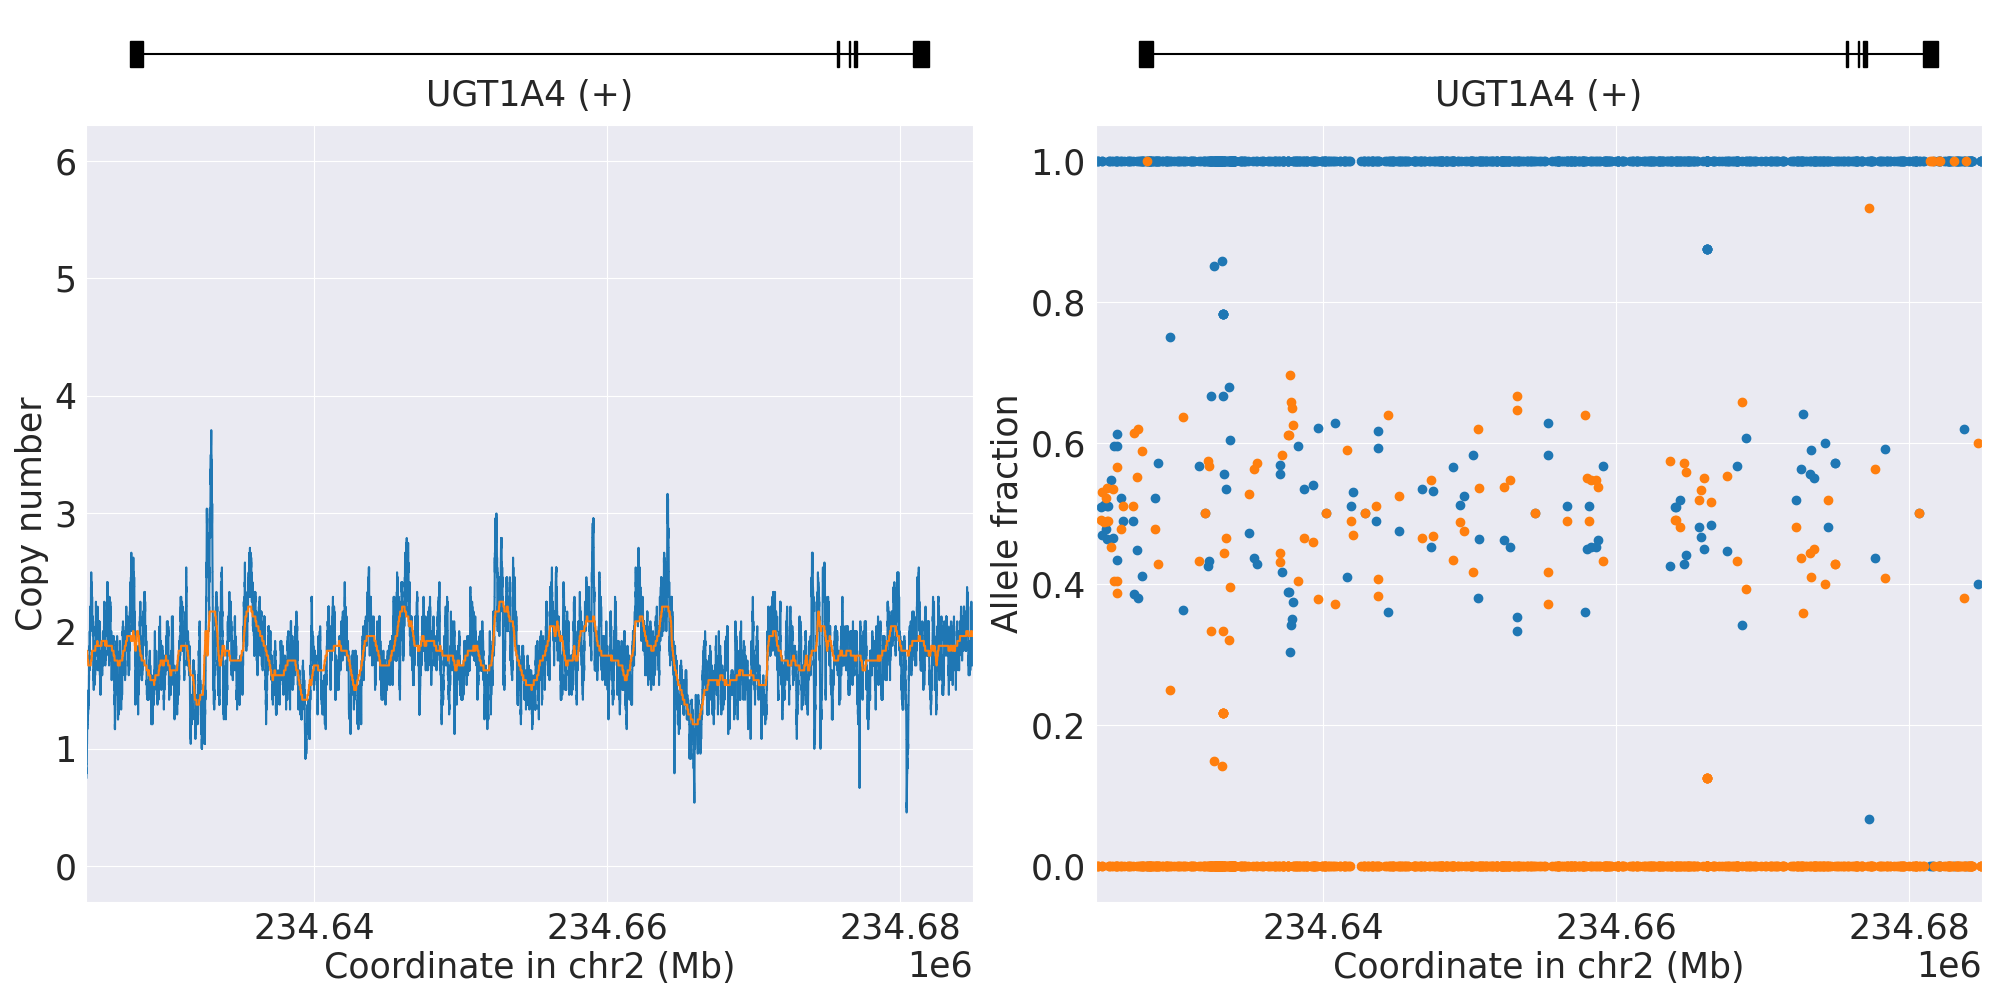 UGT1A4 (+)
6
5
4
3
2
1
0
Copy number
234.64
234.66
234.68
1e6
Coordinate in chr2 (Mb)
UGT1A4 (+)
1.0
0.8
0.6
0.4
0.2
0.0
Allele fraction
234.64
234.66
234.68
1e6
Coordinate in chr2 (Mb)